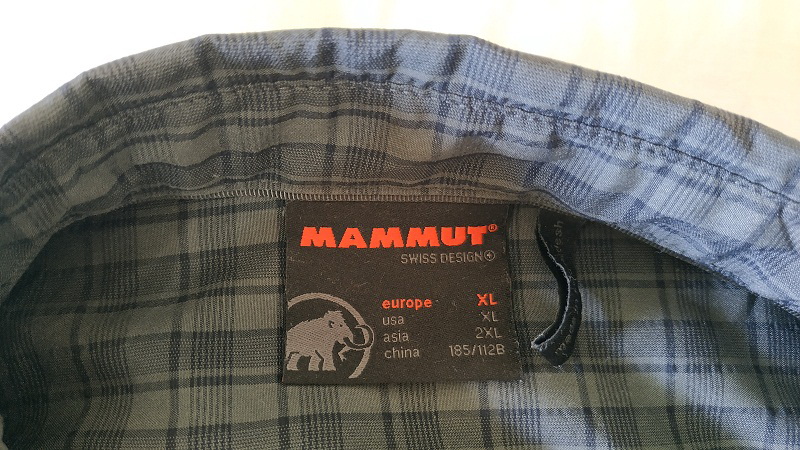 MAMMUT®
SWISS DESIGN
europe XL
usa XL
asia 2XL
china 185/112B